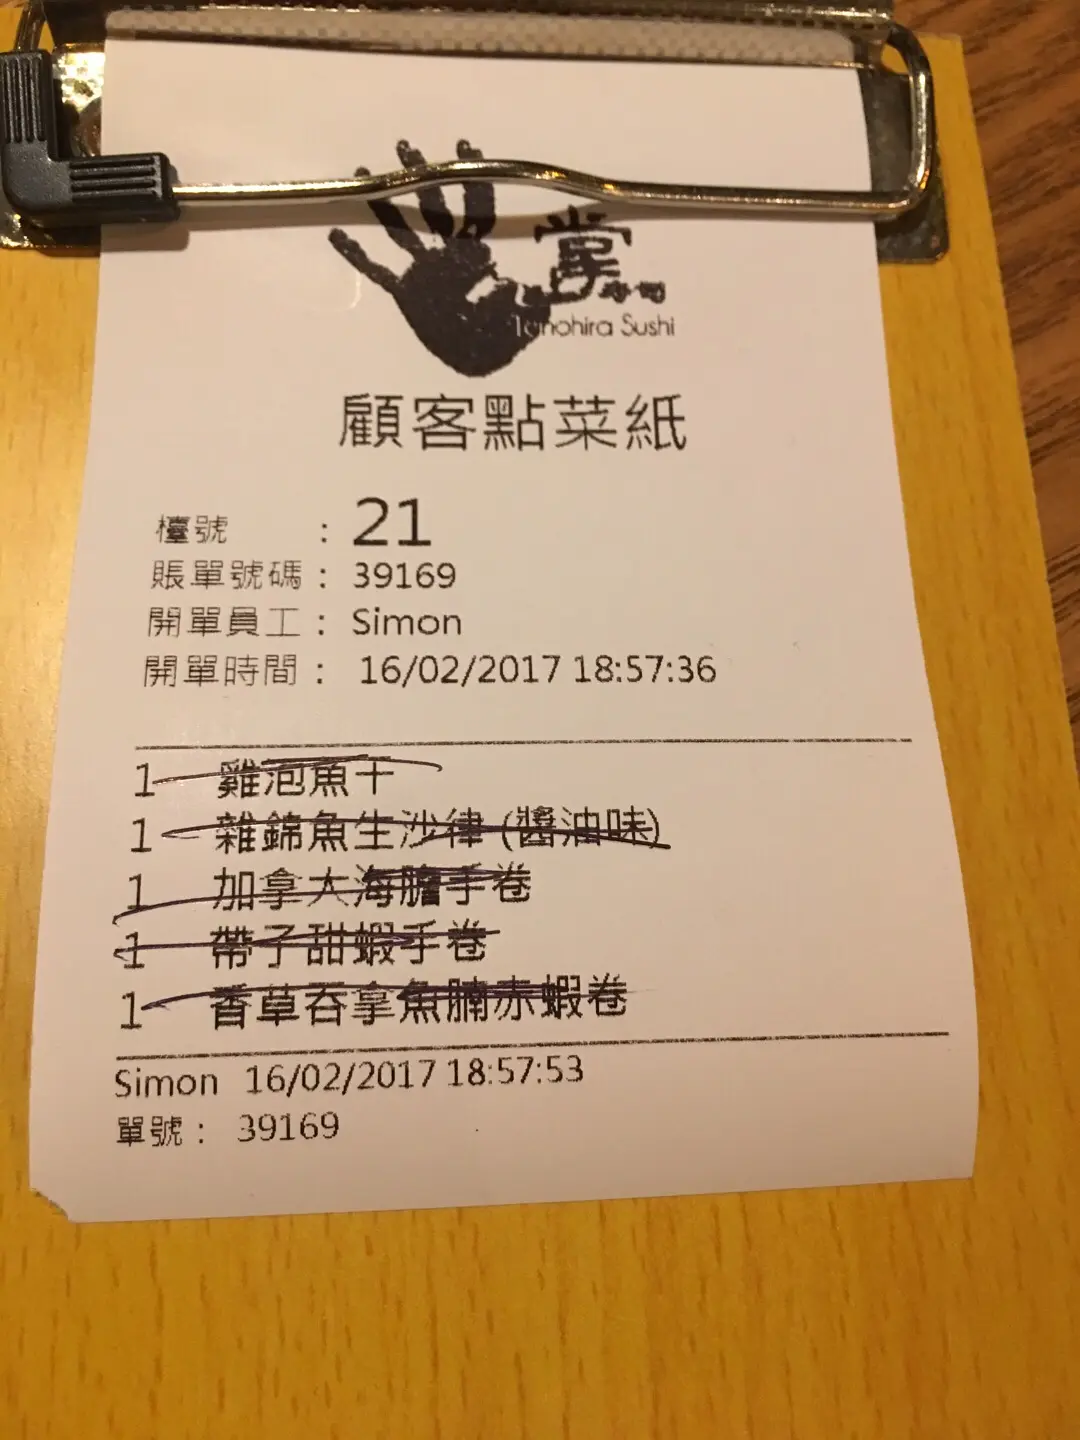 掌
Tanohira Sushi
顧客點菜紙
檯號 : 21
賬單號碼 : 39169
開單員工 : Simon
開單時間 : 16/02/2017 18:57:36
1 雞泡魚干
1 雜錦魚生沙律 (醬油味)
1 加拿大海膽手卷
1 帶子甜蝦手卷
1 香草吞拿魚腩赤蝦卷
Simon 16/02/2017 18:57:53
單號 : 39169